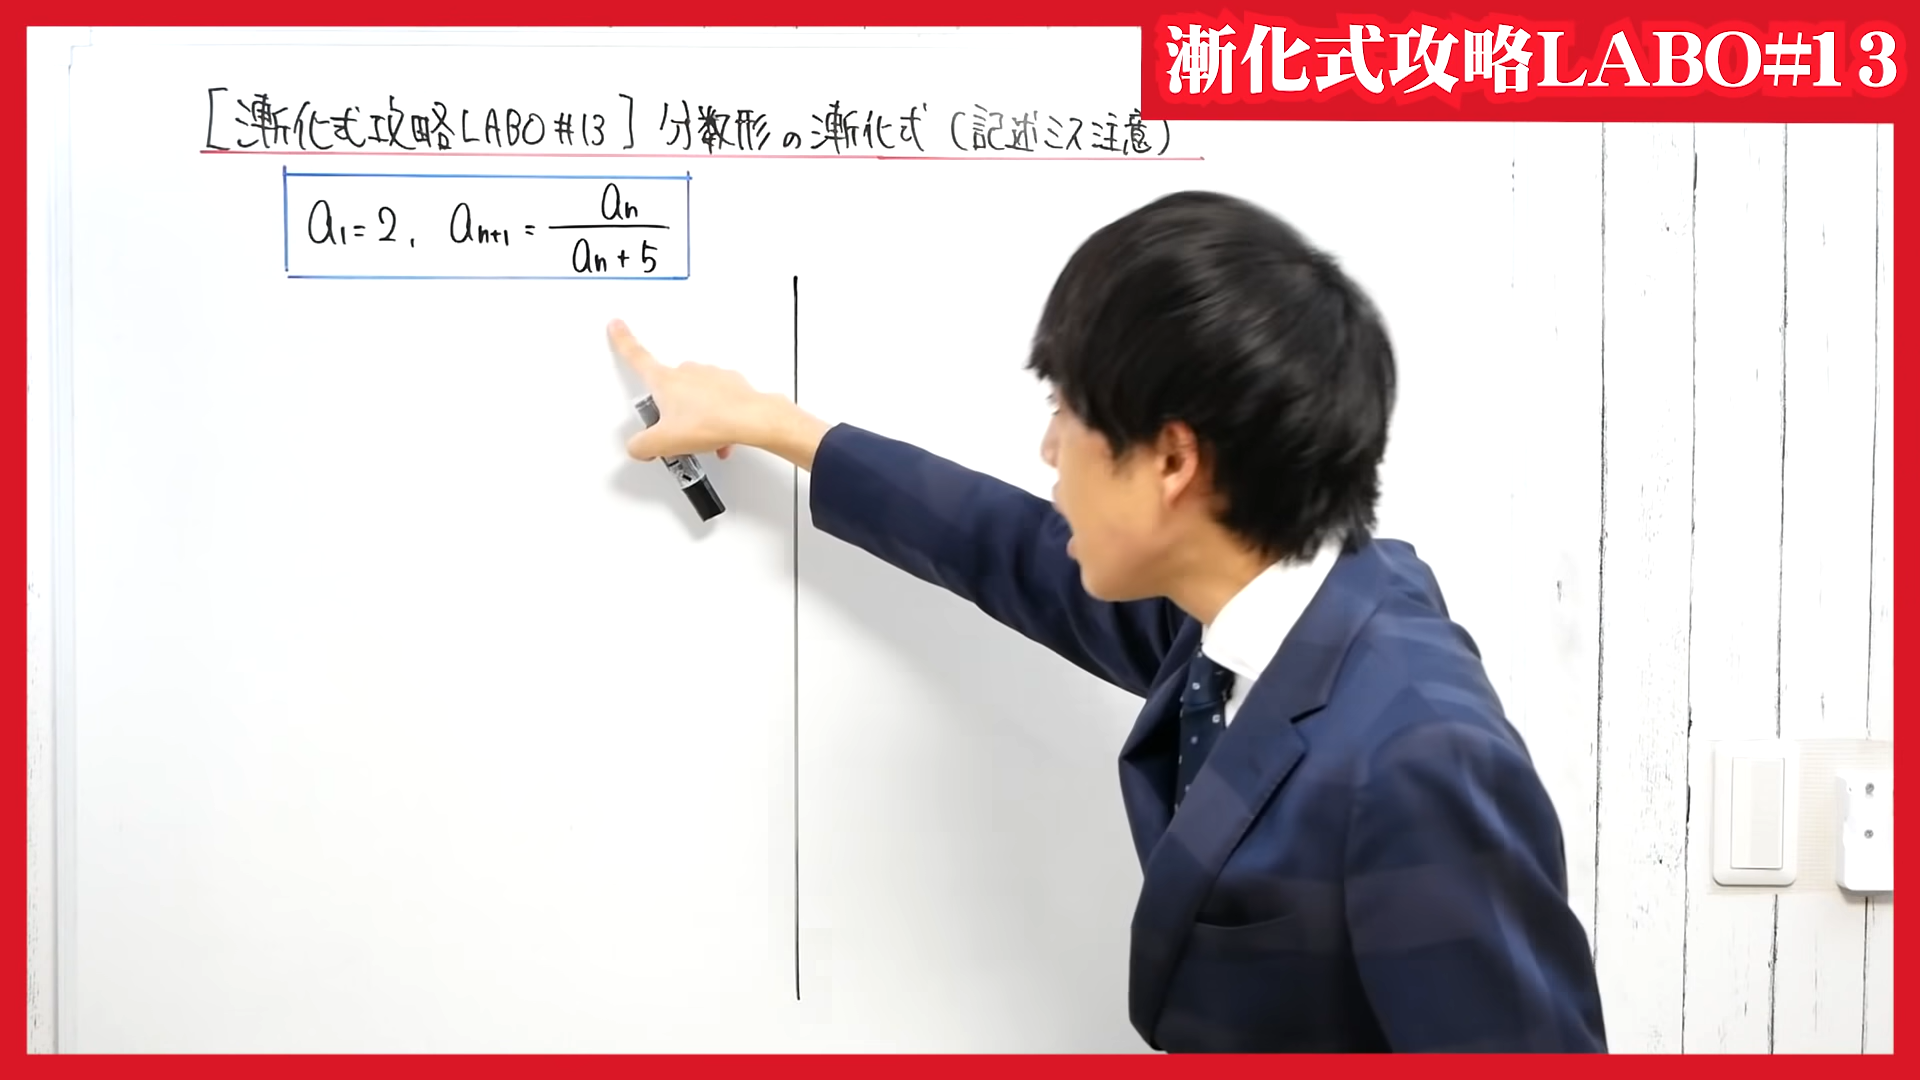 漸化式攻略LABO#13
[漸化式攻略LABO#13] 分数形の漸化式(記述ミス注意)
a₁=2, aₙ₊₁ = aₙ / (aₙ+5)